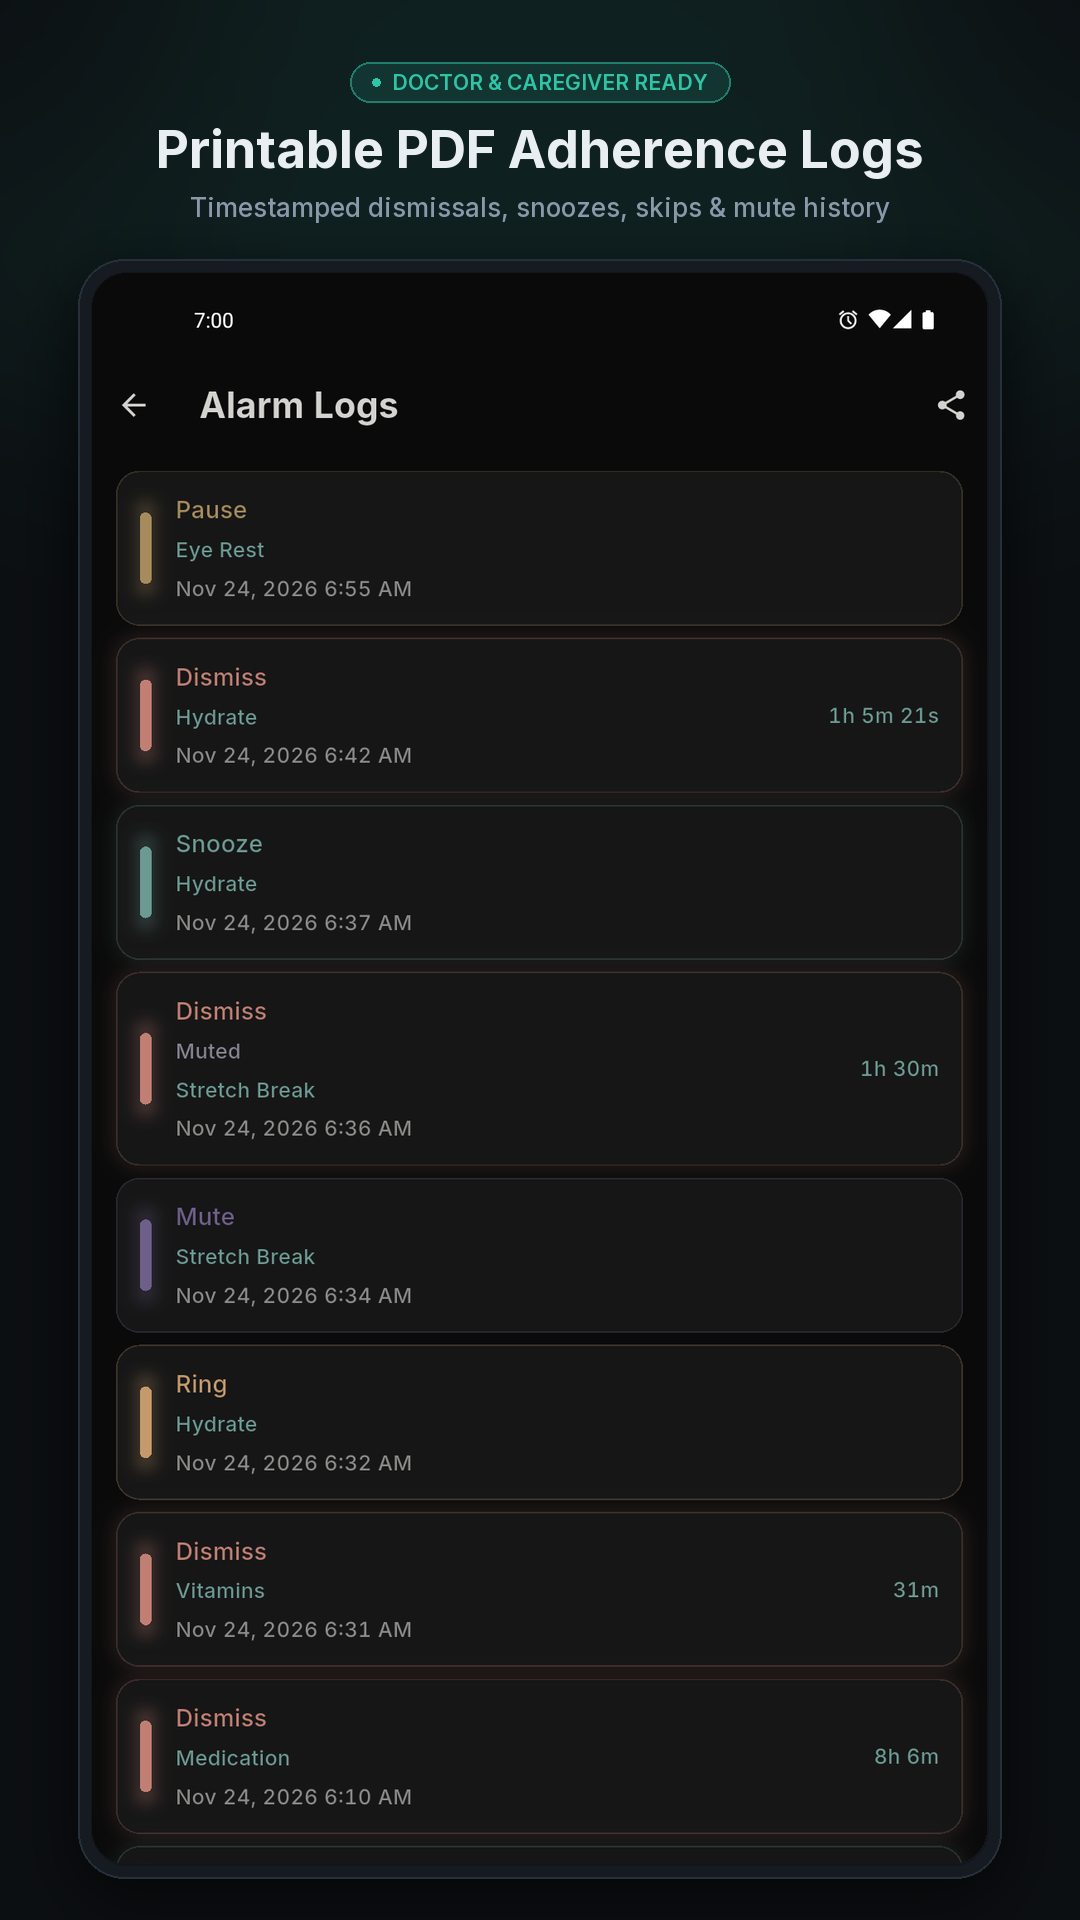 DOCTOR & CAREGIVER READY
Printable PDF Adherence Logs
Timestamped dismissals, snoozes, skips & mute history
7:00
Alarm Logs
Pause
Eye Rest
Nov 24, 2026 6:55 AM
Dismiss
Hydrate
1h 5m 21s
Nov 24, 2026 6:42 AM
Snooze
Hydrate
Nov 24, 2026 6:37 AM
Dismiss
Muted
1h 30m
Stretch Break
Nov 24, 2026 6:36 AM
Mute
Stretch Break
Nov 24, 2026 6:34 AM
Ring
Hydrate
Nov 24, 2026 6:32 AM
Dismiss
Vitamins
31m
Nov 24, 2026 6:31 AM
Dismiss
Medication
8h 6m
Nov 24, 2026 6:10 AM